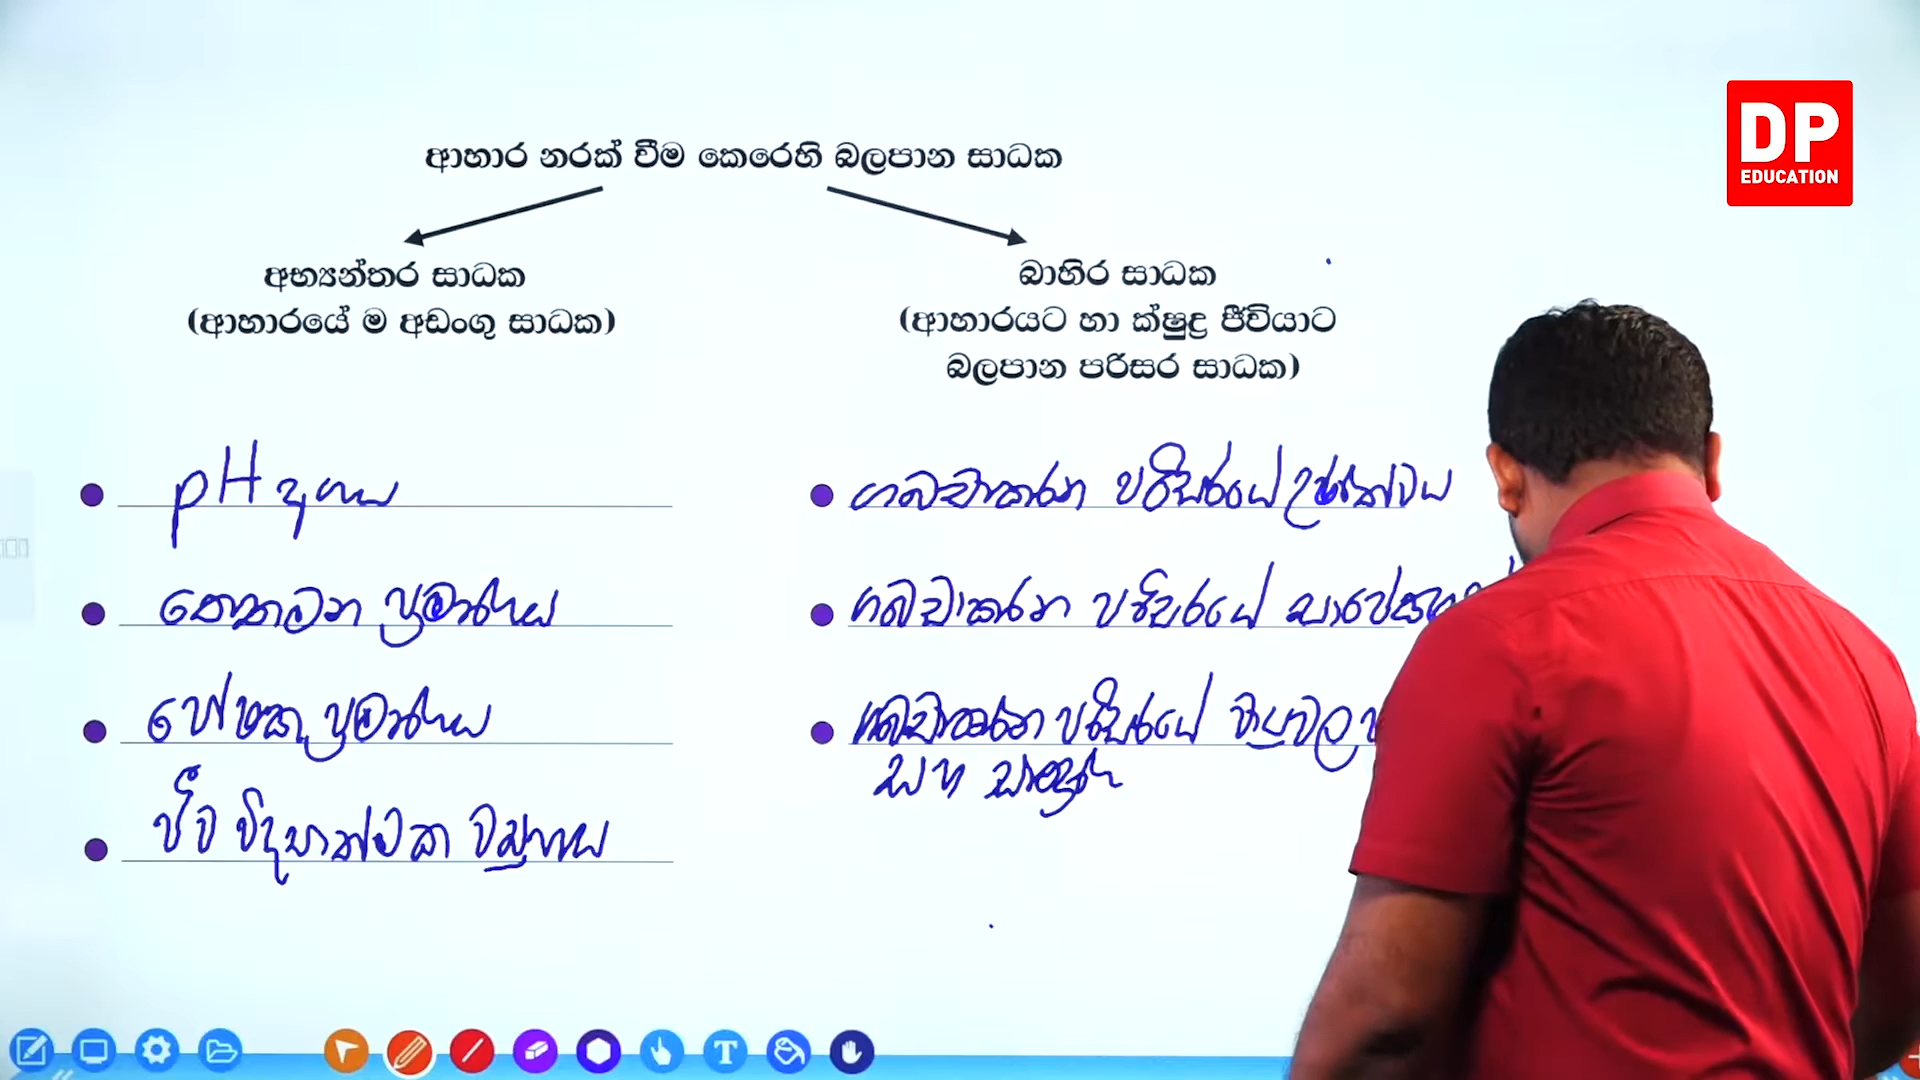 DP
EDUCATION
ආහාර නරක් වීම කෙරෙහි බලපාන සාධක
අභ්‍යන්තර සාධක
(ආහාරයේ ම අඩංගු සාධක)
බාහිර සාධක
(ආහාරයට හා ක්ෂුද්‍ර ජීවියාට
බලපාන පරිසර සාධක)
pH අගය
තෙතමන ප්‍රමාණය
පෝෂක ප්‍රමාණය
ජීව විද්‍යාත්මක ව්‍යුහය
ගබඩාකරන පරිසරයේ උෂ්ණත්වය
ගබඩාකරන පරිසරයේ
ගබඩාකරන පරිසරයේ වායුවල
සහ සාන්ද්‍රණ
T